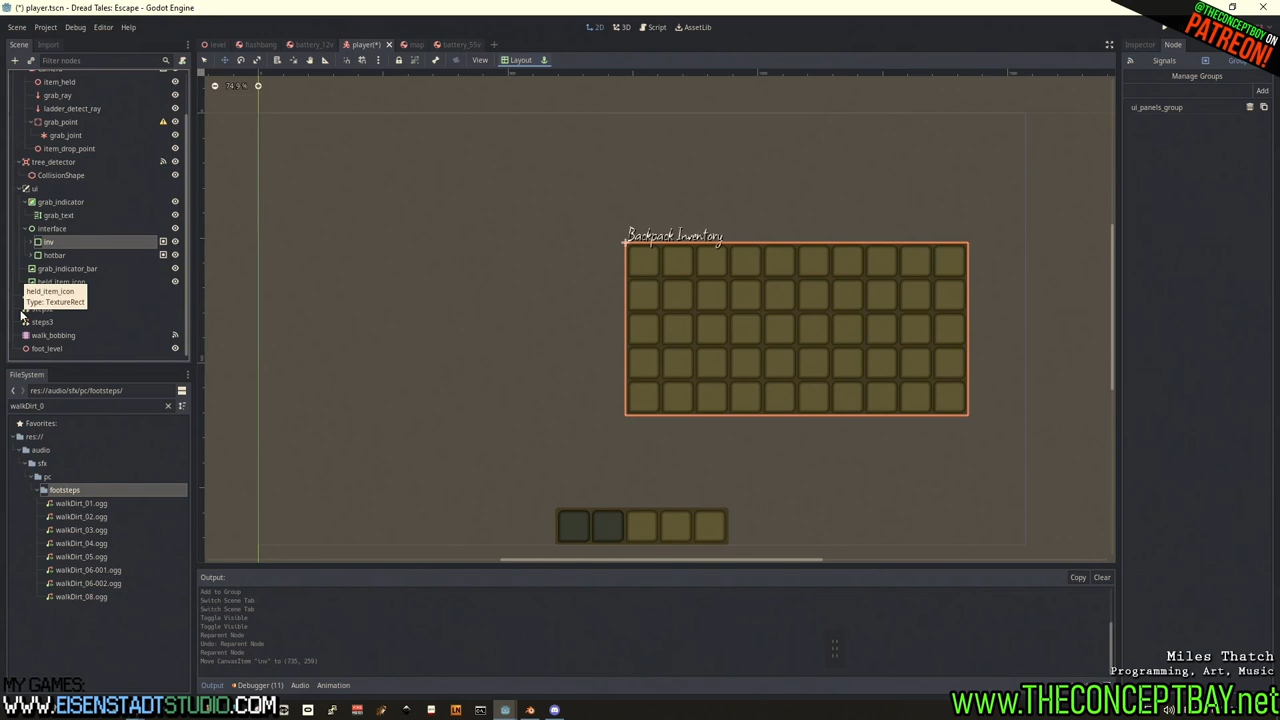 (*) player.tscn - Dread Tales: Escape - Godot Engine
@THECONCEPTBOY ON
PATREON!
Scene Project Debug Editor Help
2D 3D Script AssetLib
Scene Import
level flashbang battery_12v player(*) map battery_55v
Inspector Node
Filter nodes
View Layout
Signals
Manage Groups
Add
ui_panels_group
74.9 %
item_held
grab_ray
ladder_detect_ray
grab_point
grab_joint
item_drop_point
tree_detector
CollisionShape
ui
grab_indicator
grab_text
interface
inv
hotbar
grab_indicator_bar
held_item_icon
held_item_icon
Type: TextureRect
steps3
walk_bobbing
foot_level
Backpack Inventory
FileSystem
res://audio/sfx/pc/footsteps/
walkDirt_0
Favorites:
res://
audio
sfx
pc
footsteps
walkDirt_01.ogg
walkDirt_02.ogg
walkDirt_03.ogg
walkDirt_04.ogg
walkDirt_05.ogg
walkDirt_06-001.ogg
walkDirt_06-002.ogg
walkDirt_08.ogg
Output:
Copy Clear
Add to Group
Switch Scene Tab
Switch Scene Tab
Toggle Visible
Toggle Visible
Reparent Node
Undo: Reparent Node
Reparent Node
Move CanvasItem "inv" to (735, 259)
Output Debugger (11) Audio Animation
Miles Thatch
Programming, Art, Music
MY GAMES:
WWW.EISENSTADTSTUDIO.COM
www.THECONCEPTBAY.net